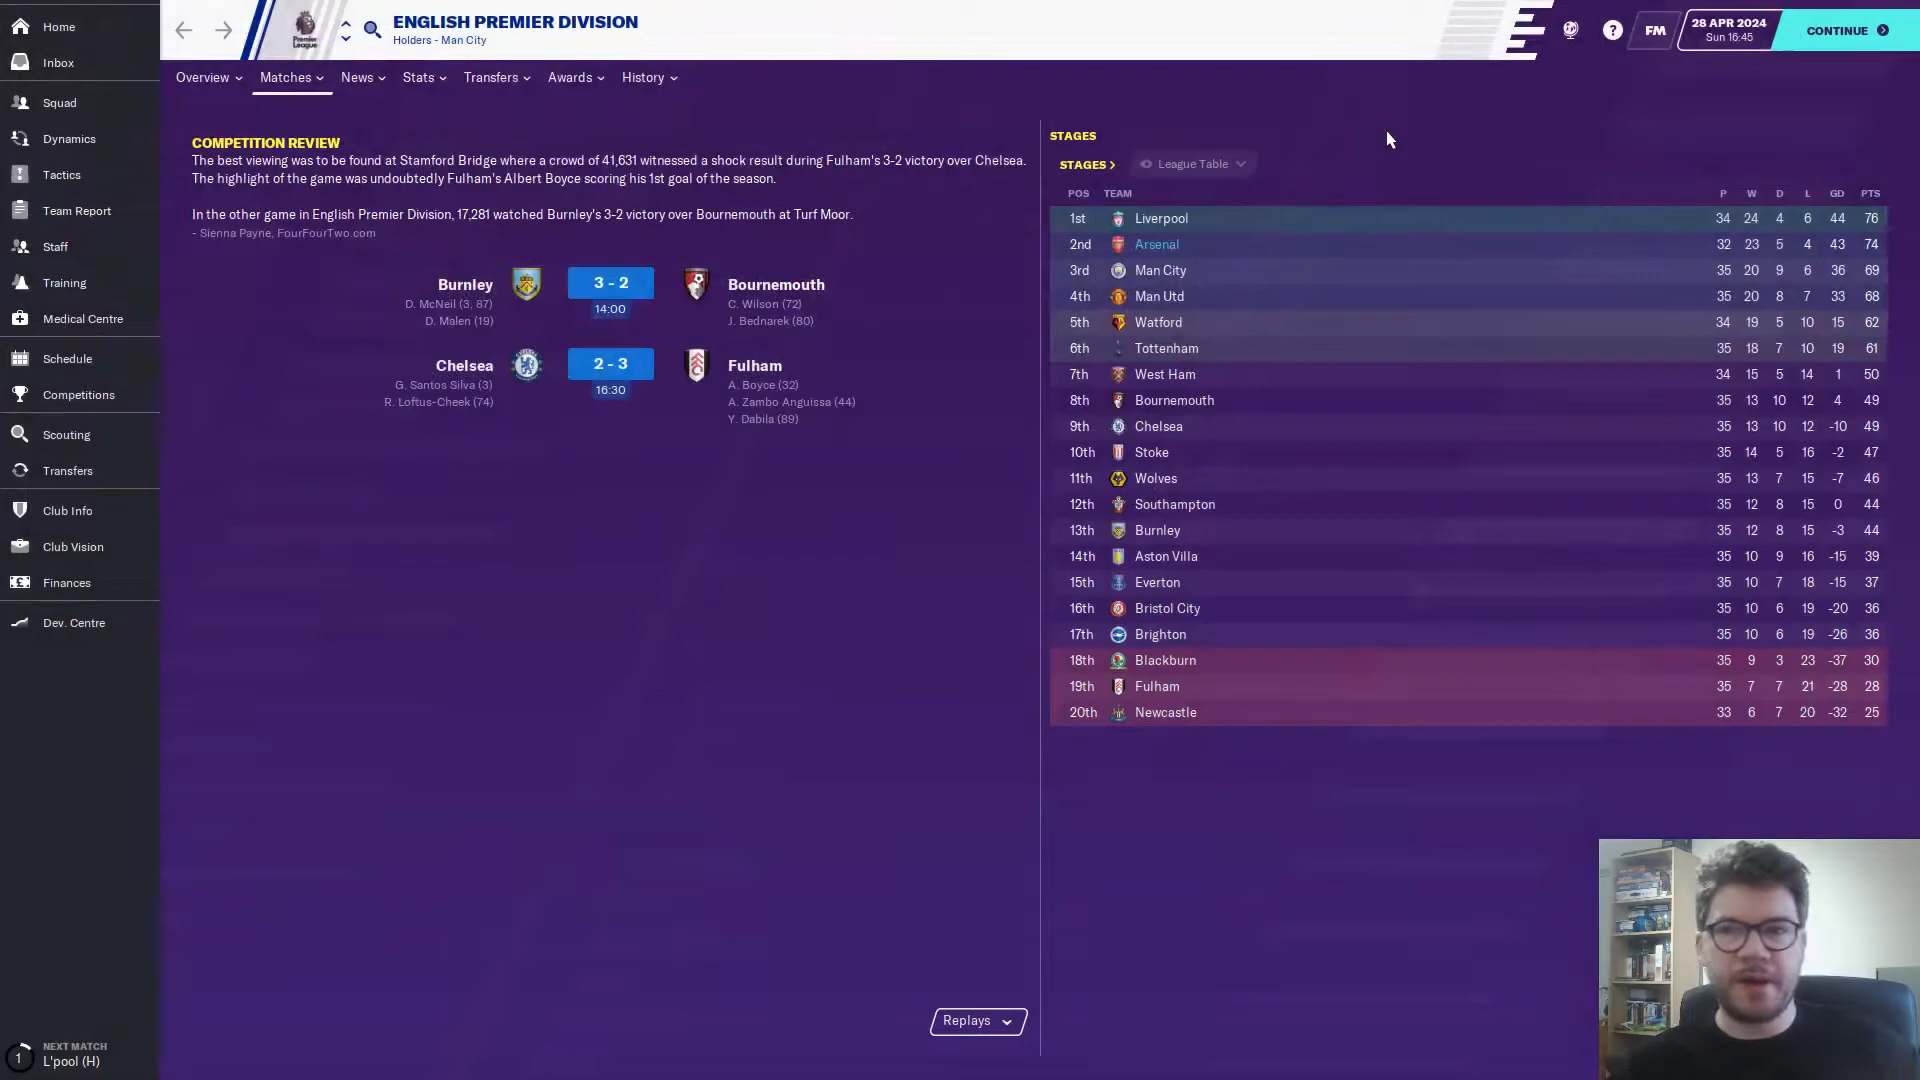 Home
Inbox
Squad
Dynamics
Tactics
Team Report
Staff
Training
Medical Centre
Schedule
Competitions
Scouting
Transfers
Club Info
Club Vision
Finances
Dev. Centre
1
NEXT MATCH
L'pool (H)
Premier League
ENGLISH PREMIER DIVISION
Holders - Man City
?
FM
28 APR 2024
Sun 16:45
CONTINUE
Overview Matches News Stats Transfers Awards History
COMPETITION REVIEW
The best viewing was to be found at Stamford Bridge where a crowd of 41,631 witnessed a shock result during Fulham's 3-2 victory over Chelsea.
The highlight of the game was undoubtedly Fulham's Albert Boyce scoring his 1st goal of the season.
In the other game in English Premier Division, 17,281 watched Burnley's 3-2 victory over Bournemouth at Turf Moor.
- Sienna Payne, FourFourTwo.com
Burnley 3 - 2 Bournemouth
D. McNeil (3, 87) 14:00 C. Wilson (72)
D. Malen (19) J. Bednarek (80)
Chelsea 2 - 3 Fulham
G. Santos Silva (3) 16:30 A. Boyce (32)
R. Loftus-Cheek (74) A. Zambo Anguissa (44)
Y. Dabila (89)
Replays
STAGES
STAGES > League Table
POS TEAM P W D L GD PTS
1st Liverpool 34 24 4 6 44 76
2nd Arsenal 32 23 5 4 43 74
3rd Man City 35 20 9 6 36 69
4th Man Utd 35 20 8 7 33 68
5th Watford 34 19 5 10 15 62
6th Tottenham 35 18 7 10 19 61
7th West Ham 34 15 5 14 1 50
8th Bournemouth 35 13 10 12 4 49
9th Chelsea 35 13 10 12 -10 49
10th Stoke 35 14 5 16 -2 47
11th Wolves 35 13 7 15 -7 46
12th Southampton 35 12 8 15 0 44
13th Burnley 35 12 8 15 -3 44
14th Aston Villa 35 10 9 16 -15 39
15th Everton 35 10 7 18 -15 37
16th Bristol City 35 10 6 19 -20 36
17th Brighton 35 10 6 19 -26 36
18th Blackburn 35 9 3 23 -37 30
19th Fulham 35 7 7 21 -28 28
20th Newcastle 33 6 7 20 -32 25